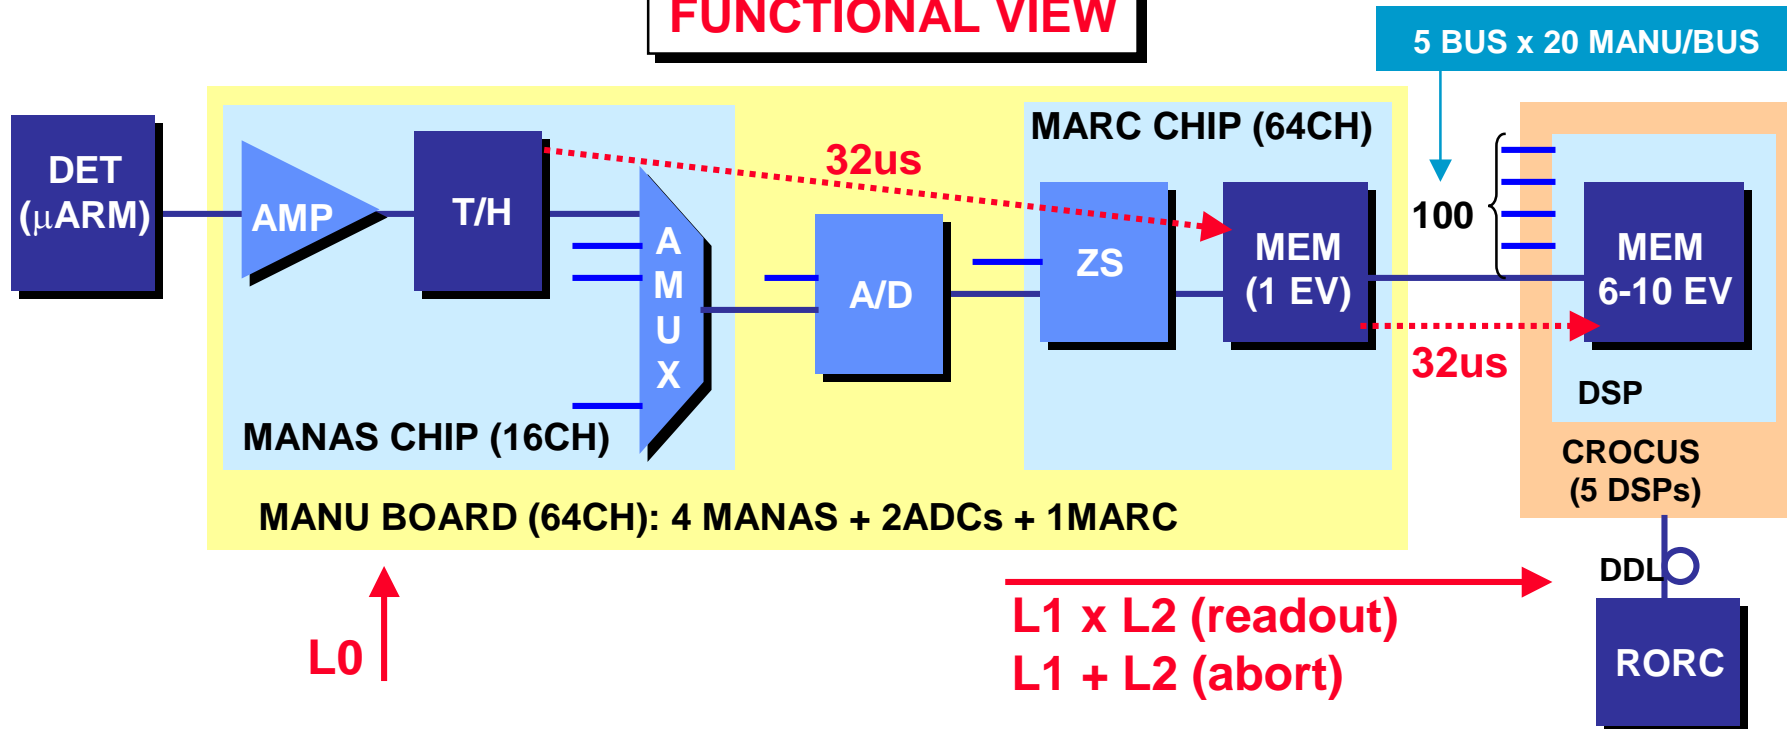 FUNCTIONAL VIEW
5 BUS x 20 MANU/BUS
DET
(μARM)
AMP
T/H
A
M
U
X
32us
A/D
MARC CHIP (64CH)
ZS
MEM
(1 EV)
100
MEM
6-10 EV
32us
DSP
MANAS CHIP (16CH)
CROCUS
(5 DSPs)
MANU BOARD (64CH): 4 MANAS + 2ADCs + 1MARC
DDL
L0
L1 x L2 (readout)
L1 + L2 (abort)
RORC